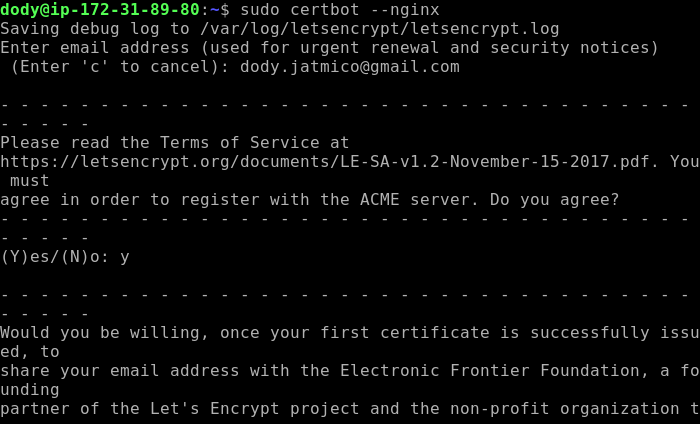 dody@ip-172-31-89-80:~$ sudo certbot --nginx
Saving debug log to /var/log/letsencrypt/letsencrypt.log
Enter email address (used for urgent renewal and security notices)
 (Enter 'c' to cancel): dody.jatmico@gmail.com
- - - - - - - - - - - - - - - - - - - - - - - - - - - - - - - - - - -
- - - - -
Please read the Terms of Service at
https://letsencrypt.org/documents/LE-SA-v1.2-November-15-2017.pdf. You
 must
agree in order to register with the ACME server. Do you agree?
- - - - - - - - - - - - - - - - - - - - - - - - - - - - - - - - - - -
- - - - -
(Y)es/(N)o: y
- - - - - - - - - - - - - - - - - - - - - - - - - - - - - - - - - - -
- - - - -
Would you be willing, once your first certificate is successfully issu
ed, to
share your email address with the Electronic Frontier Foundation, a fo
unding
partner of the Let's Encrypt project and the non-profit organization t